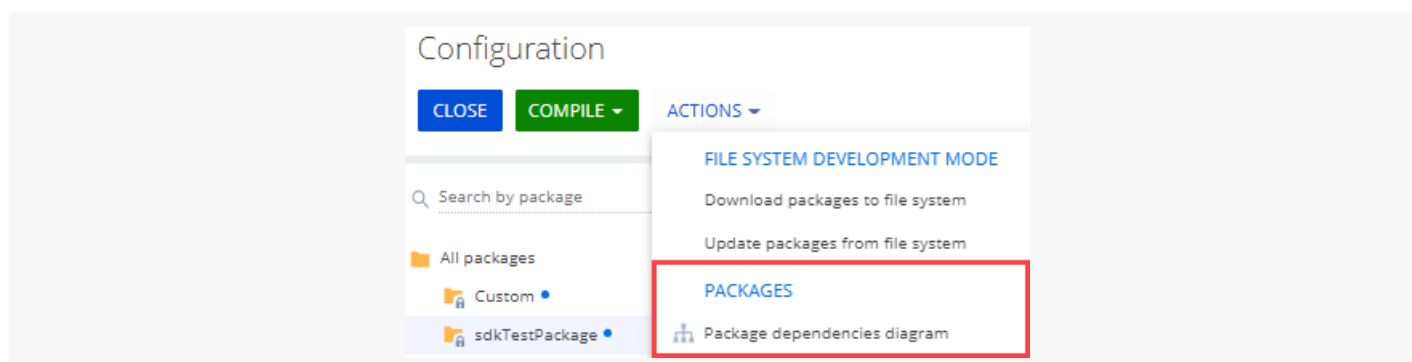 Configuration
CLOSE COMPILE ACTIONS
FILE SYSTEM DEVELOPMENT MODE
Search by package
Download packages to file system
Update packages from file system
All packages
PACKAGES
Custom
sdkTestPackage
Package dependencies diagram